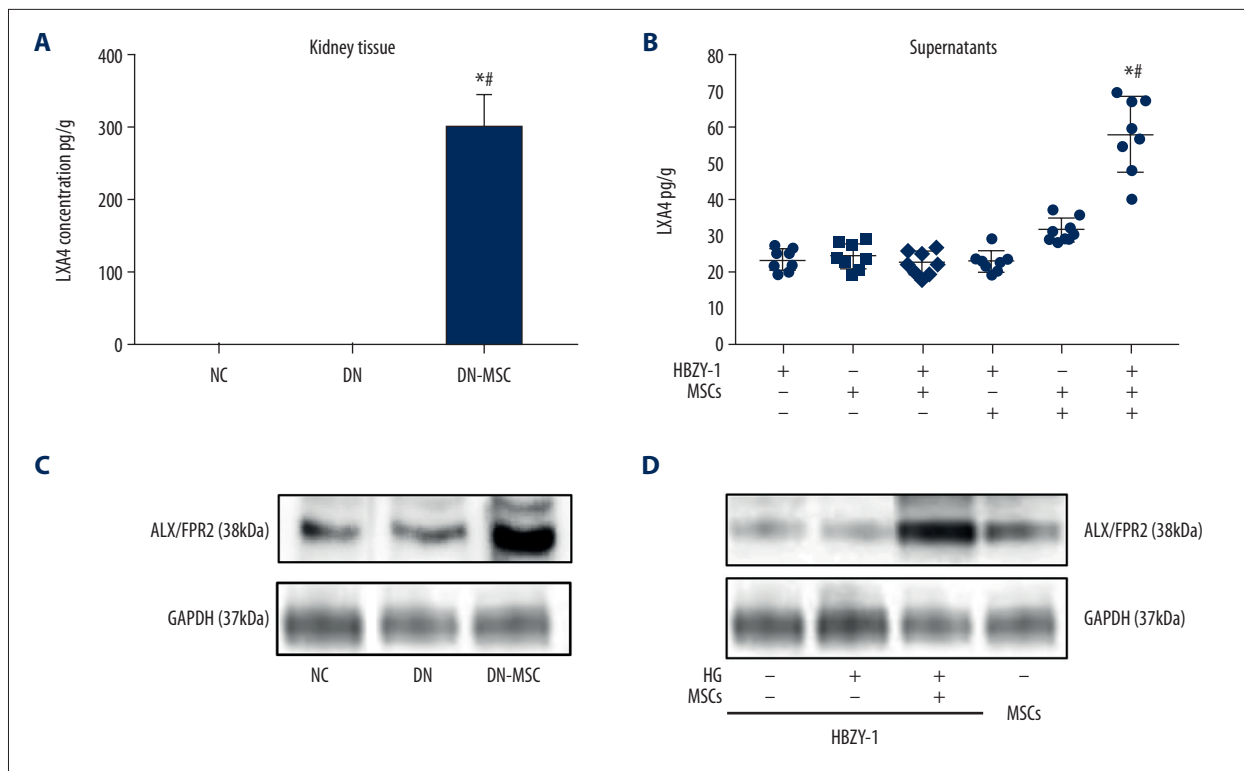 A
Kidney tissue
LXA4 concentration pg/g
400
300
200
100
0
*#
NC DN DN-MSC
B
Supernatants
LXA4 pg/g
80
70
60
50
40
30
20
10
0
*#
HBZY-1 + – + + – +
MSCs – + + – + +
– – – + + +
C
ALX/FPR2 (38kDa)
GAPDH (37kDa)
NC DN DN-MSC
D
ALX/FPR2 (38kDa)
GAPDH (37kDa)
HG – + + –
MSCs – – + MSCs
HBZY-1